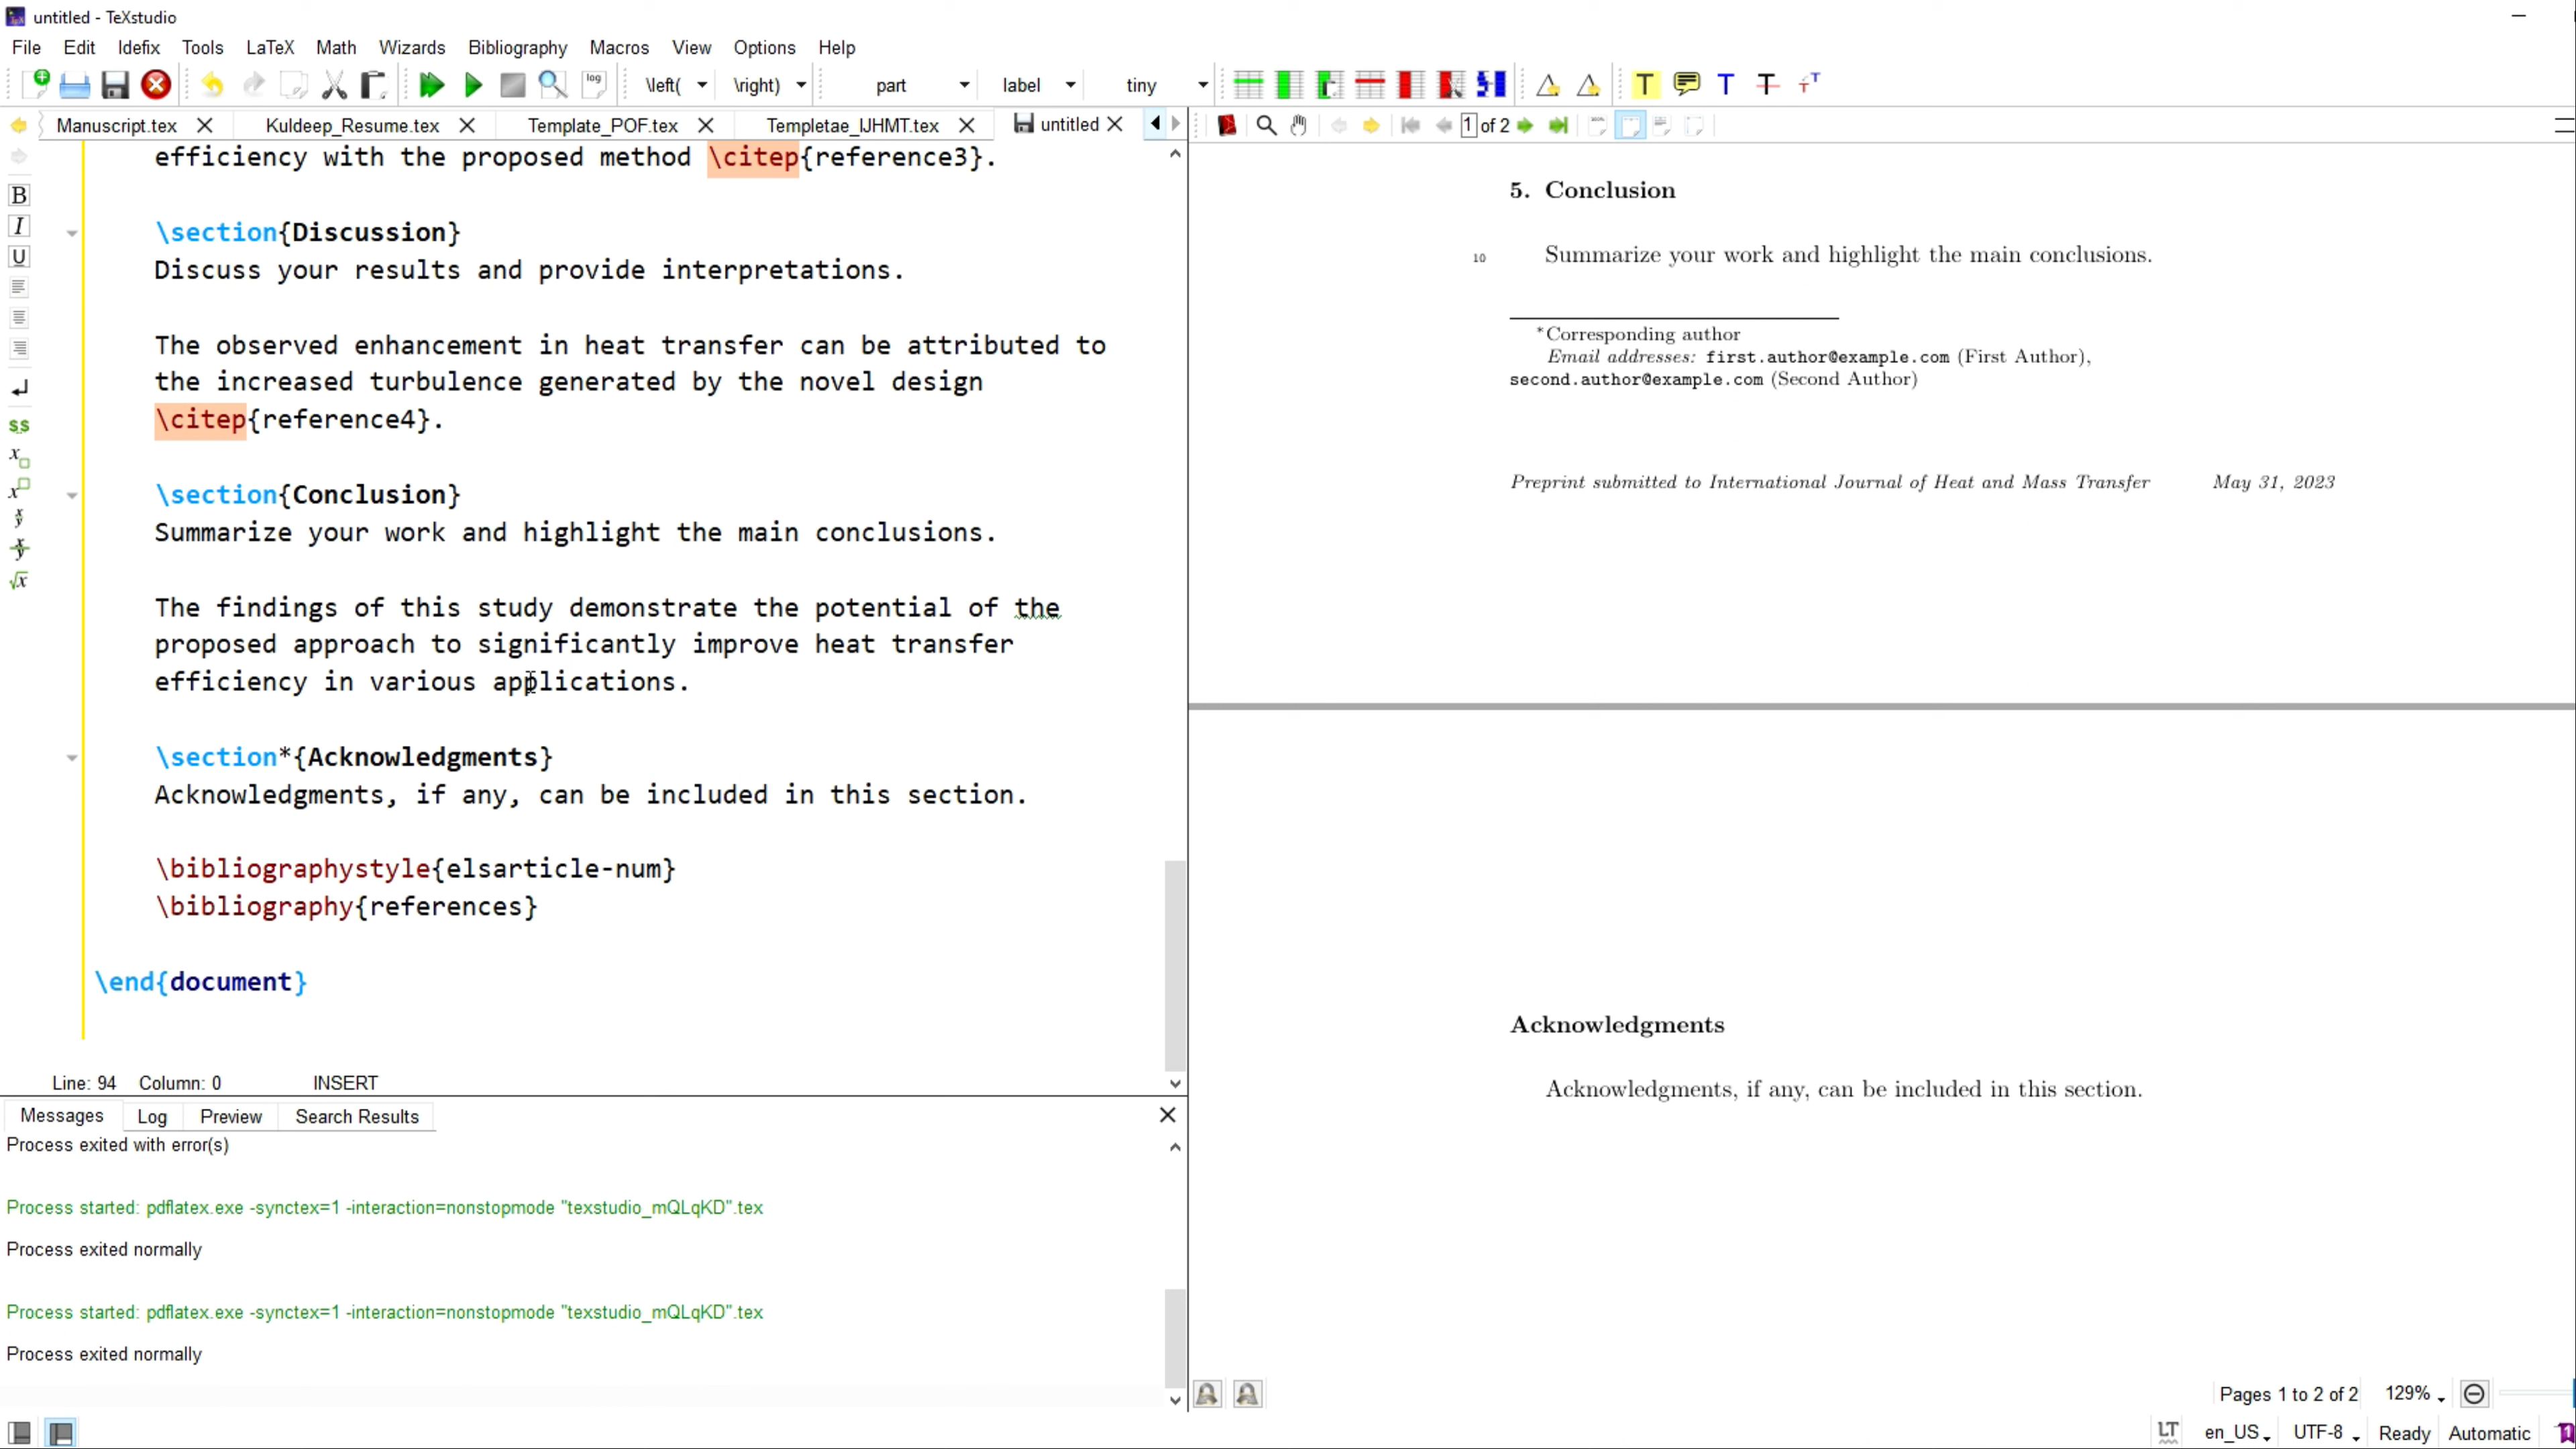 untitled - TeXstudio
File Edit Idefix Tools LaTeX Math Wizards Bibliography Macros View Options Help
log \left( \right) part label tiny
Manuscript.tex Kuldeep_Resume.tex Template_POF.tex Templetae_IJHMT.tex untitled 1 of 2
efficiency with the proposed method \citep{reference3}.
\section{Discussion}
Discuss your results and provide interpretations.
The observed enhancement in heat transfer can be attributed to
the increased turbulence generated by the novel design
\citep{reference4}.
\section{Conclusion}
Summarize your work and highlight the main conclusions.
The findings of this study demonstrate the potential of the
proposed approach to significantly improve heat transfer
efficiency in various applications.
\section*{Acknowledgments}
Acknowledgments, if any, can be included in this section.
\bibliographystyle{elsarticle-num}
\bibliography{references}
\end{document}
Line: 94 Column: 0 INSERT
Messages Log Preview Search Results
Process exited with error(s)
Process started: pdflatex.exe -synctex=1 -interaction=nonstopmode "texstudio_mQLqKD".tex
Process exited normally
Process started: pdflatex.exe -synctex=1 -interaction=nonstopmode "texstudio_mQLqKD".tex
Process exited normally
5. Conclusion
10 Summarize your work and highlight the main conclusions.
*Corresponding author
Email addresses: first.author@example.com (First Author),
second.author@example.com (Second Author)
Preprint submitted to International Journal of Heat and Mass Transfer May 31, 2023
Acknowledgments
Acknowledgments, if any, can be included in this section.
Pages 1 to 2 of 2 129%
LT en_US UTF-8 Ready Automatic